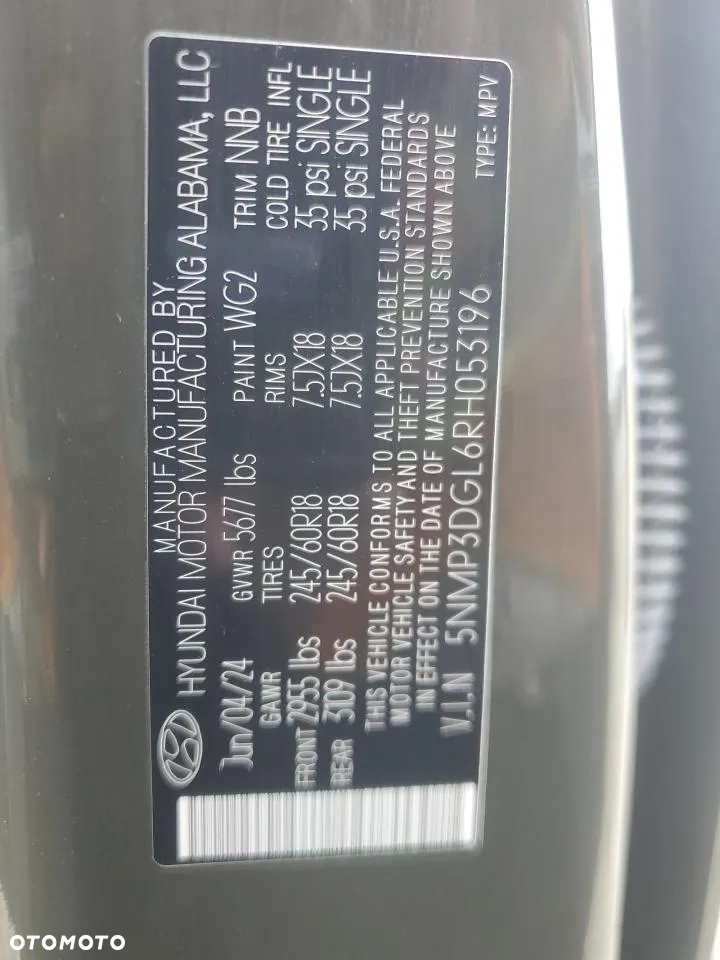 MANUFACTURED BY
HYUNDAI MOTOR MANUFACTURING ALABAMA, LLC
Jun/04/24 GVWR 5677 lbs PAINT WG2 TRIM NNB
GAWR TIRES RIMS COLD TIRE INFL
FRONT 2955 lbs 245/60R18 7.5JX18 35 psi SINGLE
REAR 3109 lbs 245/60R18 7.5JX18 35 psi SINGLE
THIS VEHICLE CONFORMS TO ALL APPLICABLE U.S.A. FEDERAL
MOTOR VEHICLE SAFETY AND THEFT PREVENTION STANDARDS
IN EFFECT ON THE DATE OF MANUFACTURE SHOWN ABOVE
V.I.N 5NMP3DGL6RH053196
TYPE: MPV
OTOMOTO